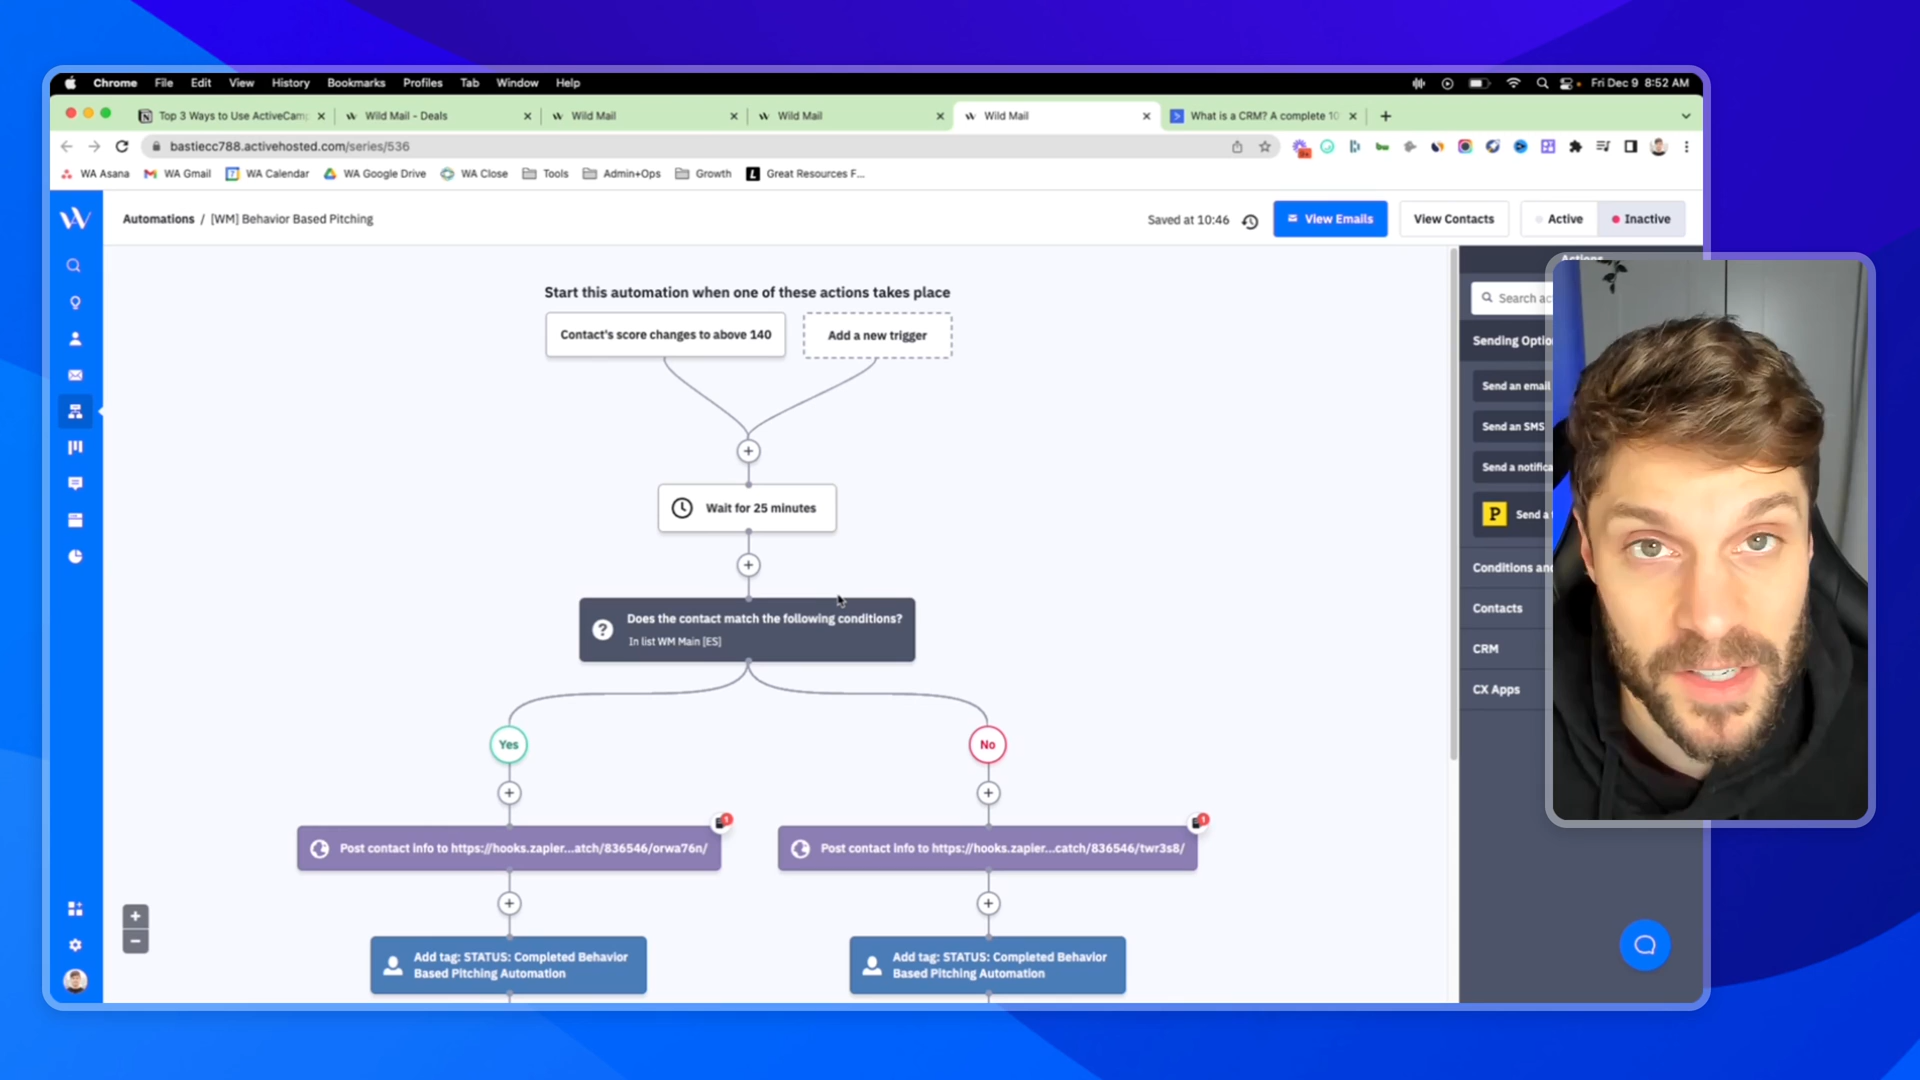 Chrome File Edit View History Bookmarks Profiles Tab Window Help Fri Dec 9 8:52 AM
Top 3 Ways to Use ActiveCam Wild Mail - Deals Wild Mail Wild Mail Wild Mail What is a CRM? A complete 10
bastiecc788.activehosted.com/series/536
WA Asana WA Gmail WA Calendar WA Google Drive WA Close Tools Admin+Ops Growth Great Resources F...
Automations / [WM] Behavior Based Pitching Saved at 10:46 View Emails View Contacts Active Inactive
Actions
Start this automation when one of these actions takes place
Contact's score changes to above 140 Add a new trigger
Search ac
Sending Optio
Send an email
Send an SMS
Send a notifica
Send a
Wait for 25 minutes
Conditions an
Contacts
CRM
CX Apps
Does the contact match the following conditions?
In list WM Main [ES]
Yes No
Post contact info to https://hooks.zapier...atch/836546/orwa76n/ 1
Post contact info to https://hooks.zapier...catch/836546/twr3s8/ 1
Add tag: STATUS: Completed Behavior
Based Pitching Automation
Add tag: STATUS: Completed Behavior
Based Pitching Automation